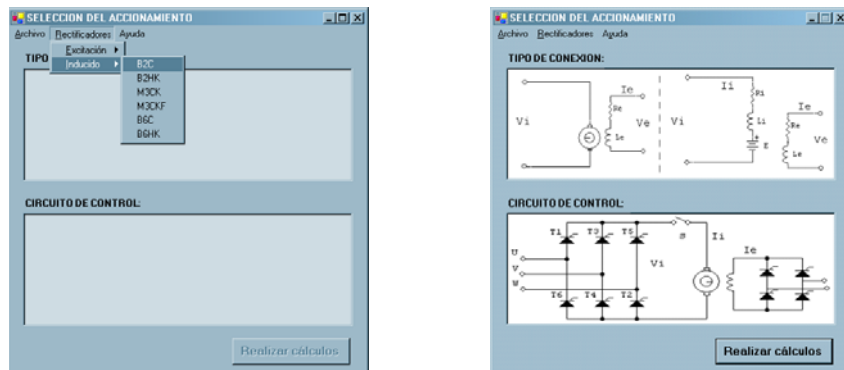 SELECCION DEL ACCIONAMIENTO
Archivo Rectificadores Ayuda
Excitación
TIPO
Inducido
B2C
B2HK
M3CK
M3CKF
B6C
B6HK
CIRCUITO DE CONTROL:
Realizar cálculos
SELECCION DEL ACCIONAMIENTO
Archivo Rectificadores Ayuda
TIPO DE CONEXION:
Ii
Ri
Ie
Ie
Re
Vi
Ve
Vi
Li
Re
Le
E
Ve
Le
CIRCUITO DE CONTROL:
T1 T3 T5
S
Ii
Ie
U
V
Vi
W
T6 T4 T2
Realizar cálculos